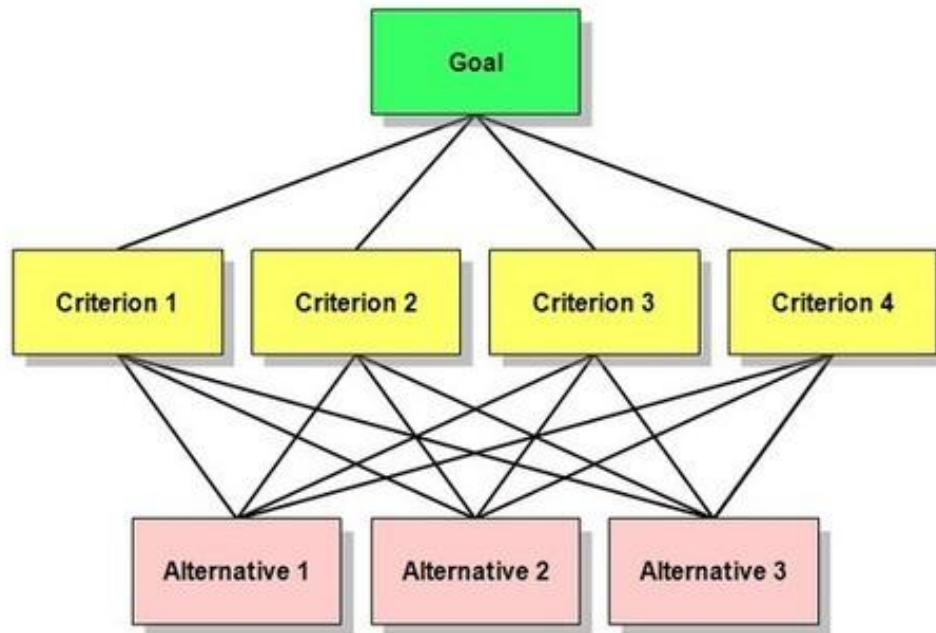 Goal
Criterion 1
Criterion 2
Criterion 3
Criterion 4
Alternative 1
Alternative 2
Alternative 3